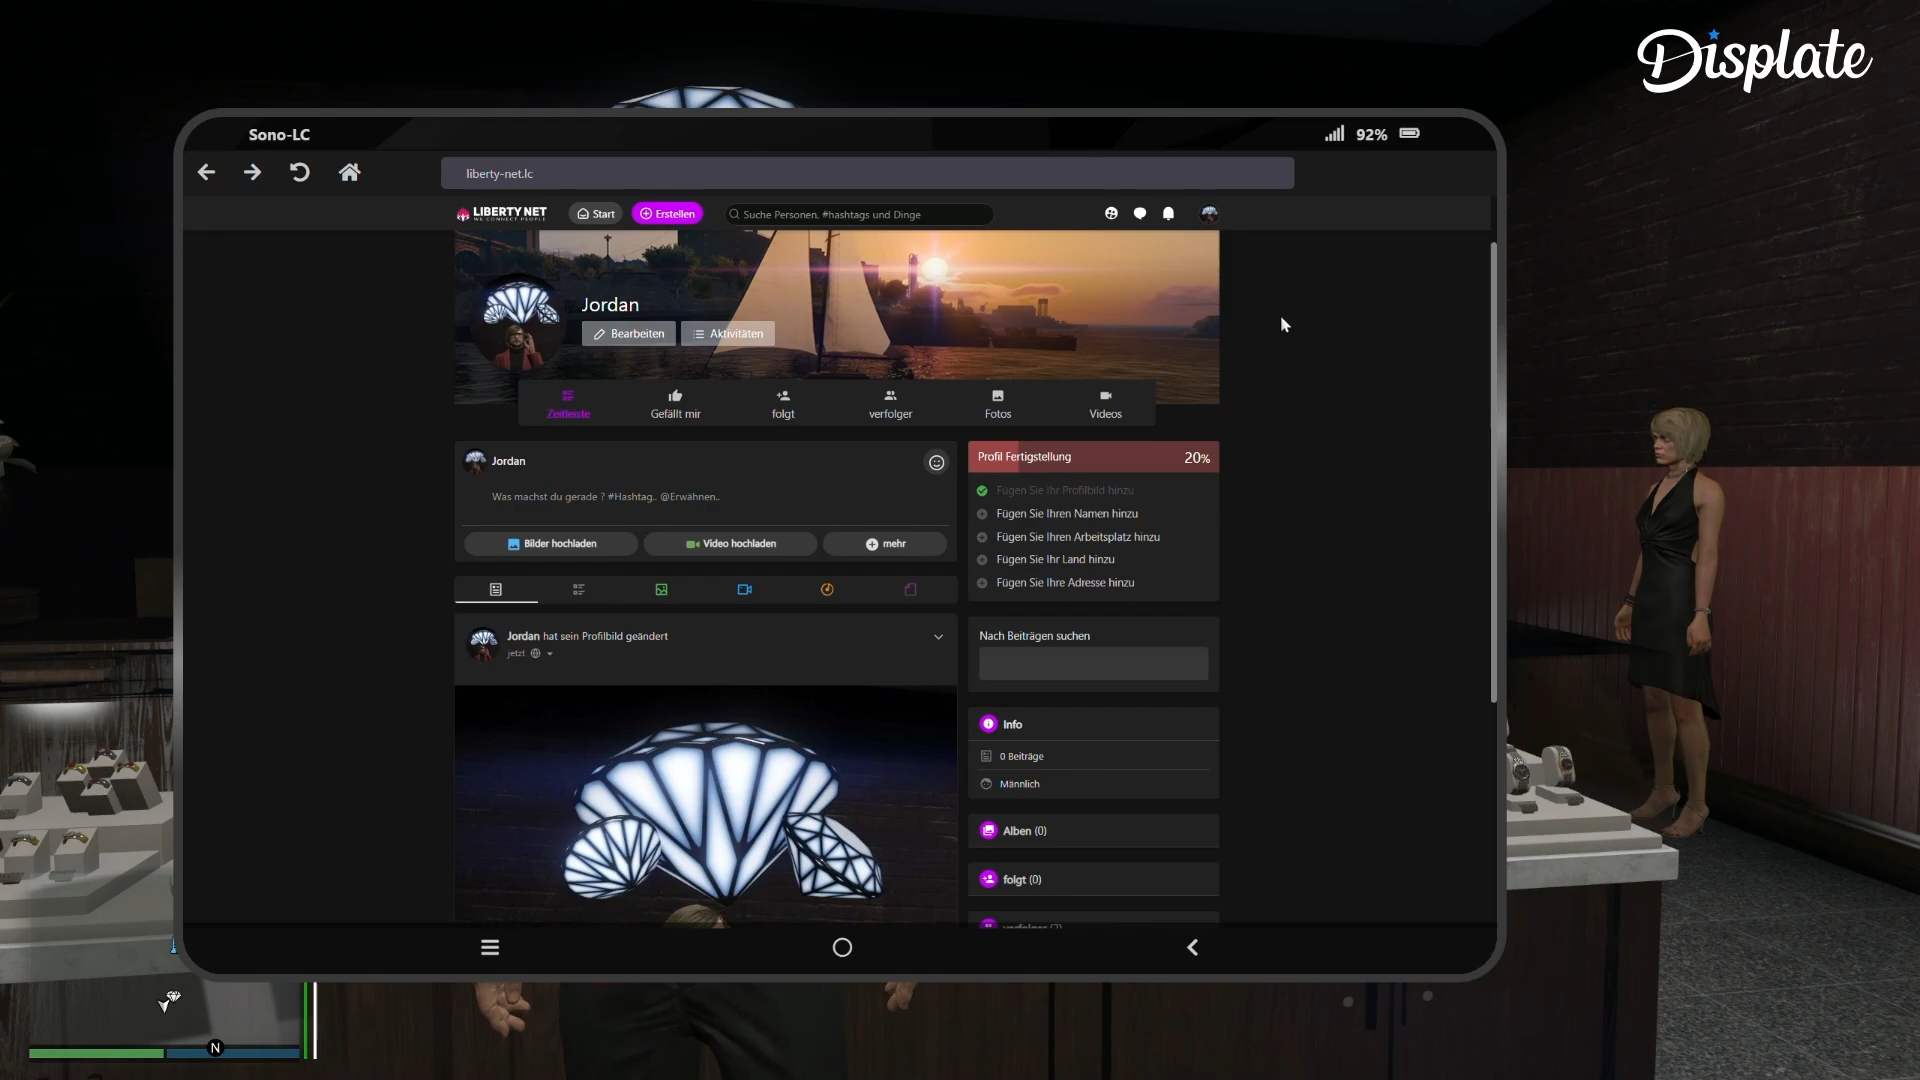 Displate
Sono-LC
92%
liberty-net.lc
LIBERTY NET
WE CONNECT PEOPLE
Start
Erstellen
Suche Personen, #hashtags und Dinge
Jordan
Bearbeiten
Aktivitäten
Zeitleiste
Gefällt mir
folgt
verfolger
Fotos
Videos
Jordan
Was machst du gerade ? #Hashtag.. @Erwähnen..
Bilder hochladen
Video hochladen
mehr
Jordan hat sein Profilbild geändert
jetzt
Profil Fertigstellung
20%
Fügen Sie Ihr Profilbild hinzu
Fügen Sie Ihren Namen hinzu
Fügen Sie Ihren Arbeitsplatz hinzu
Fügen Sie Ihr Land hinzu
Fügen Sie Ihre Adresse hinzu
Nach Beiträgen suchen
Info
0 Beiträge
Männlich
Alben (0)
folgt (0)
N